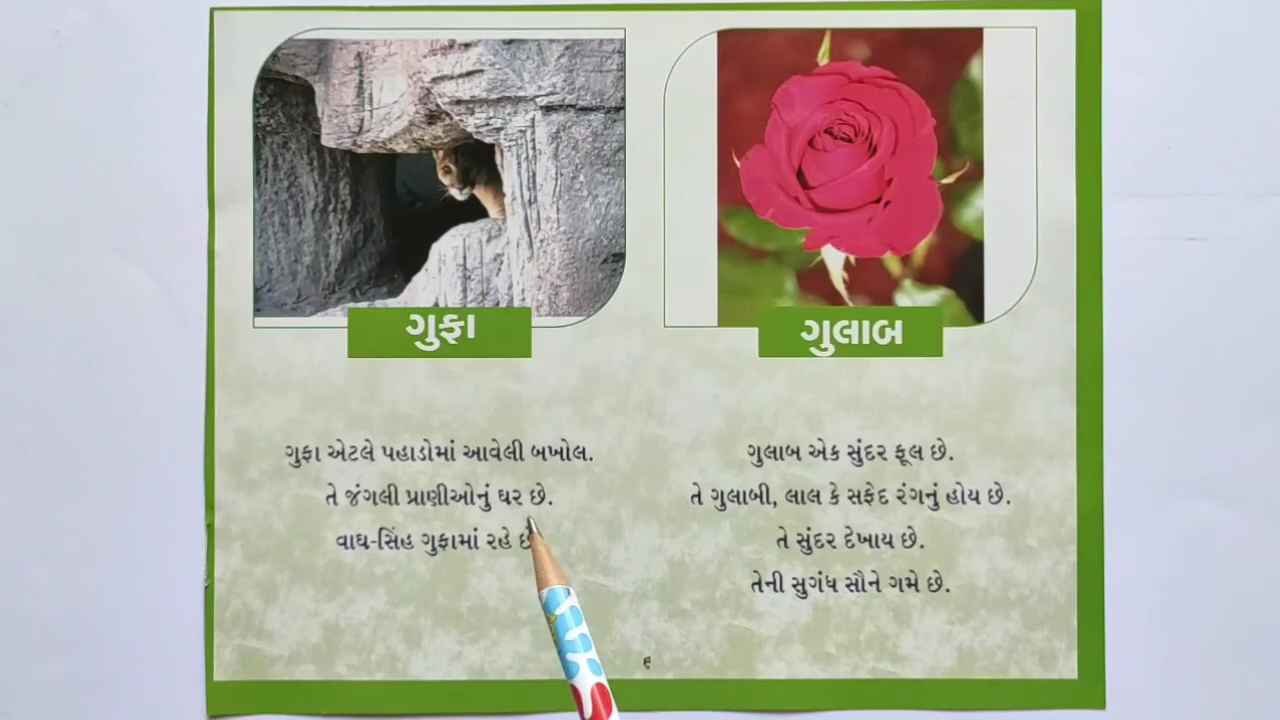 ગુફા
ગુફા એટલે પહાડોમાં આવેલી બખોલ.
તે જંગલી પ્રાણીઓનું ઘર છે.
વાઘ-સિંહ ગુફામાં રહે
ગુલાબ
ગુલાબ એક સુંદર ફૂલ છે.
તે ગુલાબી, લાલ કે સફેદ રંગનું હોય છે.
તે સુંદર દેખાય છે.
તેની સુગંધ સૌને ગમે છે.